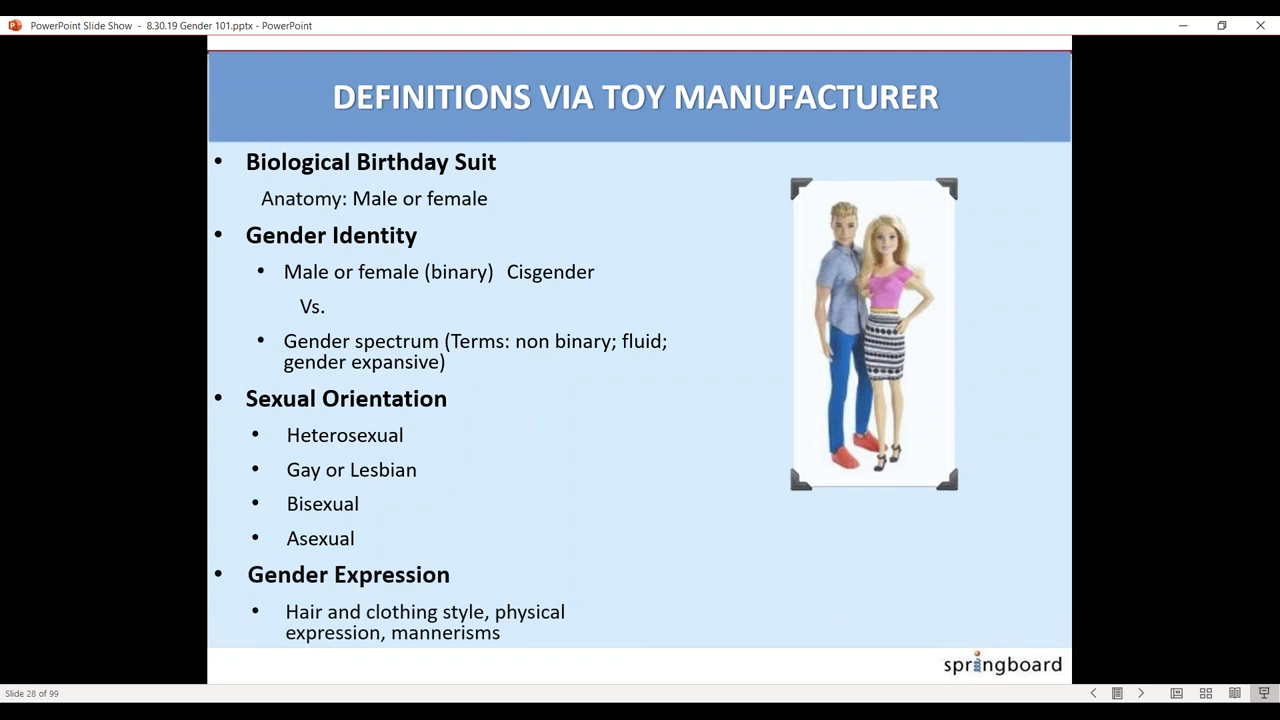 PowerPoint Slide Show - 8.30.19 Gender 101.pptx - PowerPoint
DEFINITIONS VIA TOY MANUFACTURER
• Biological Birthday Suit
Anatomy: Male or female
• Gender Identity
• Male or female (binary) Cisgender
Vs.
• Gender spectrum (Terms: non binary; fluid;
gender expansive)
• Sexual Orientation
• Heterosexual
• Gay or Lesbian
• Bisexual
• Asexual
• Gender Expression
• Hair and clothing style, physical
expression, mannerisms
springboard
Slide 28 of 99